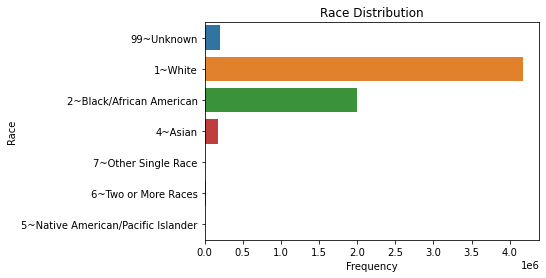 Race Distribution
99~Unknown
1~White
2~Black/African American
4~Asian
7~Other Single Race
6~Two or More Races
5~Native American/Pacific Islander
Race
0.0 0.5 1.0 1.5 2.0 2.5 3.0 3.5 4.0
1e6
Frequency